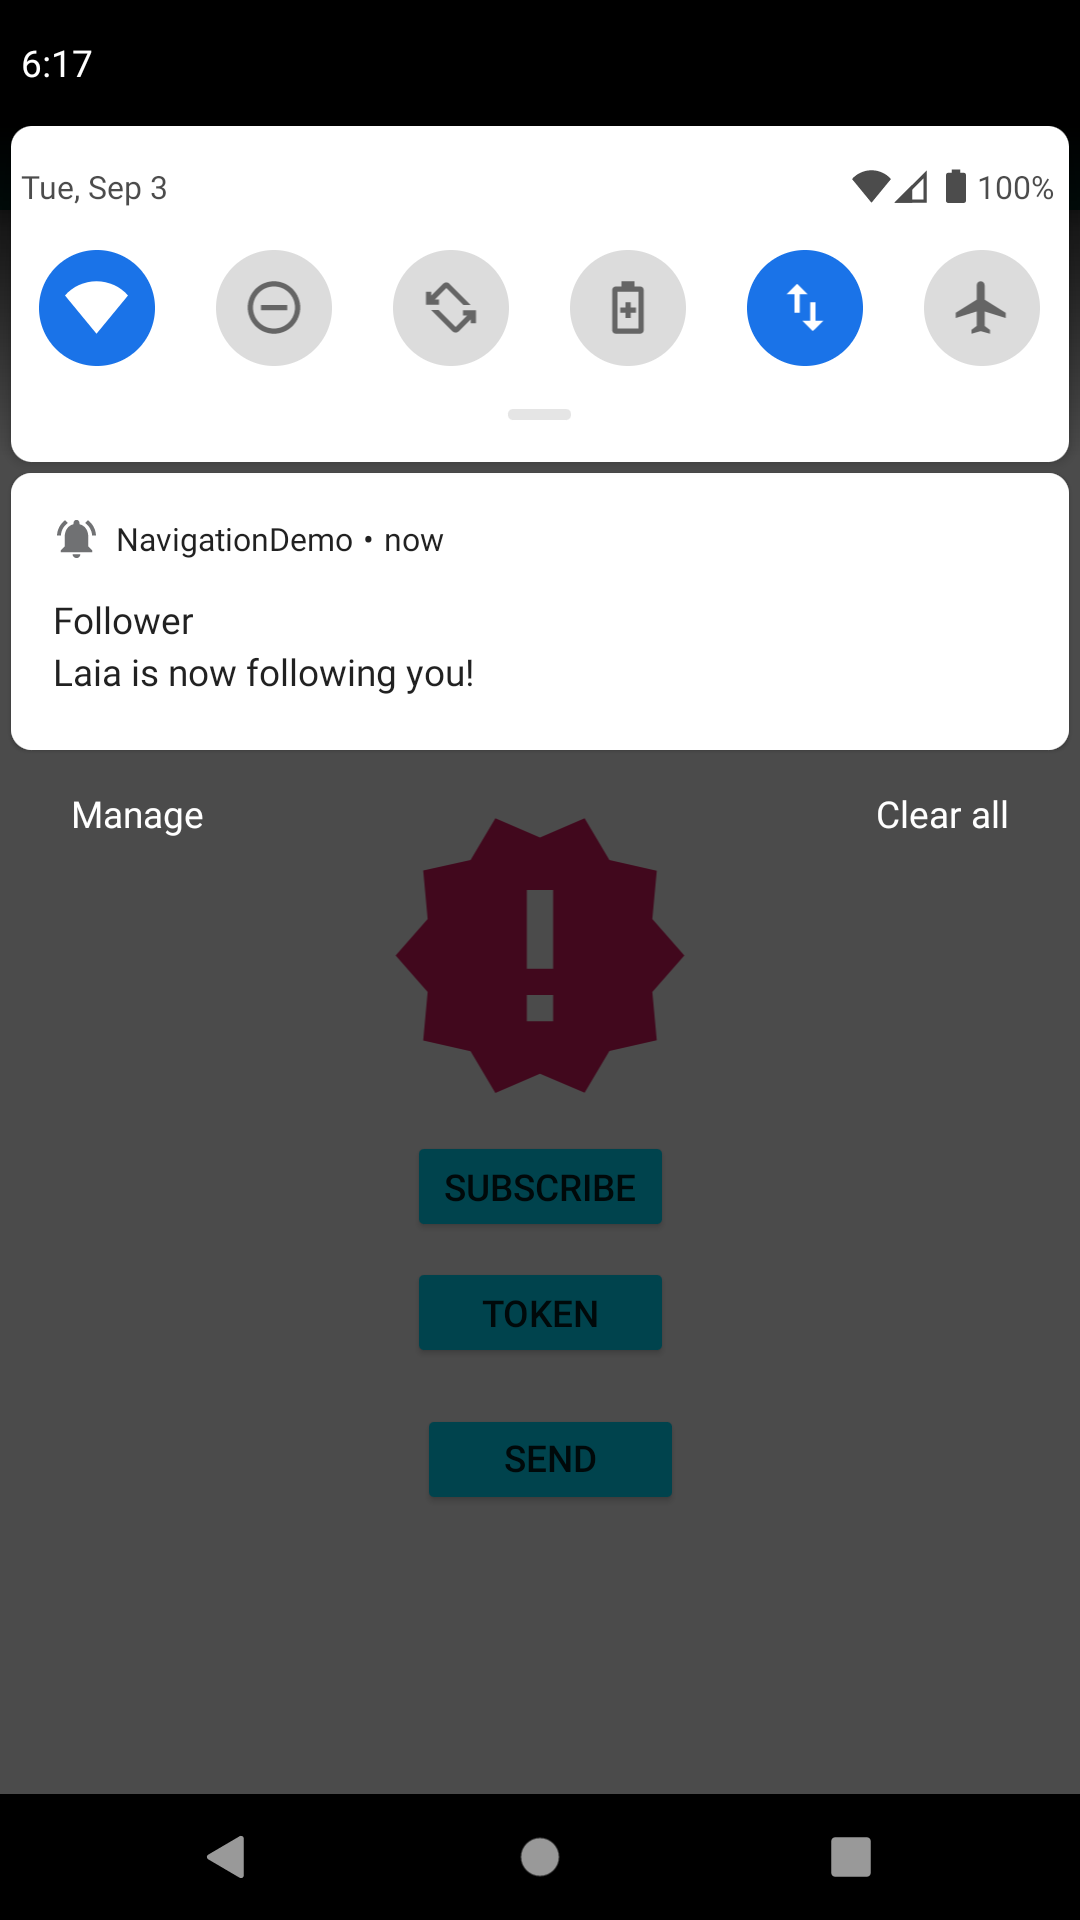 6:17
Tue, Sep 3 100%
NavigationDemo • now
Follower
Laia is now following you!
Manage Clear all
SUBSCRIBE
TOKEN
SEND